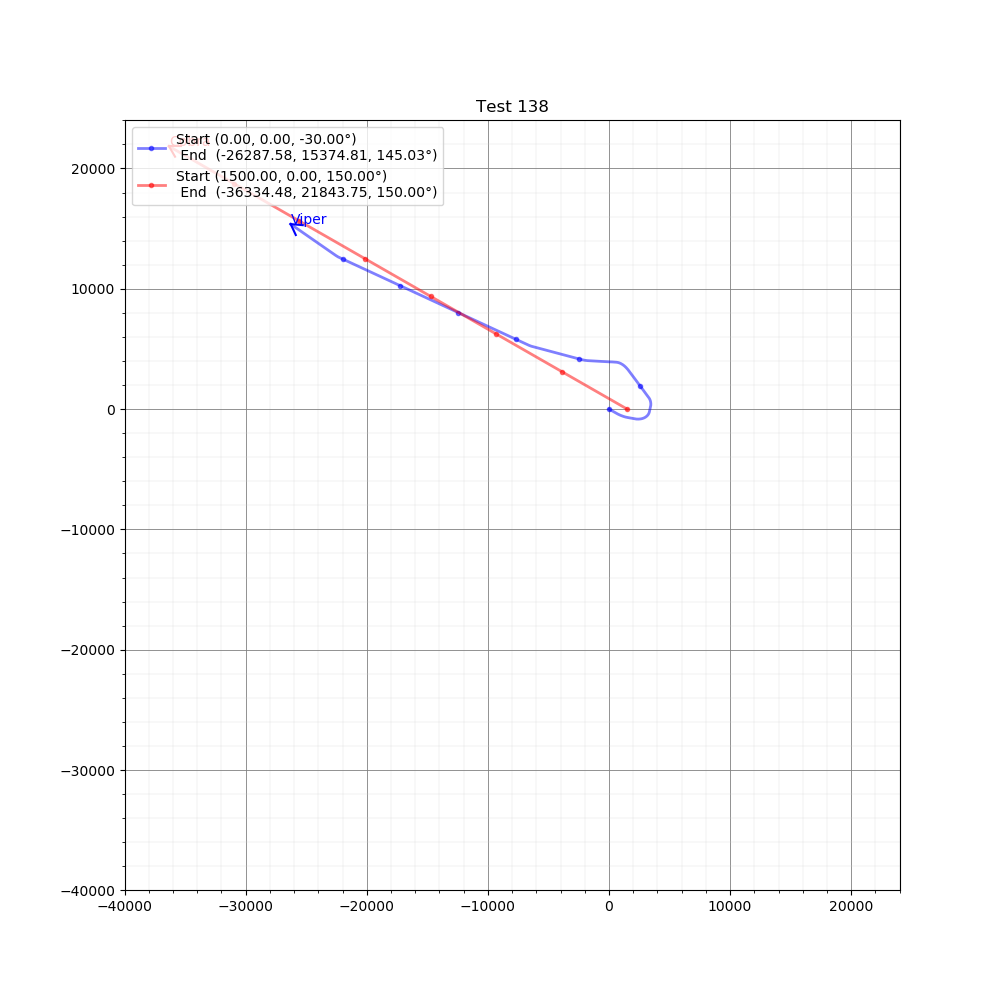 Test 138
Start (0.00, 0.00, -30.00°)
End (-26287.58, 15374.81, 145.03°)
Start (1500.00, 0.00, 150.00°)
End (-36334.48, 21843.75, 150.00°)
Viper
20000
10000
0
−10000
−20000
−30000
−40000
−40000 −30000 −20000 −10000 0 10000 20000